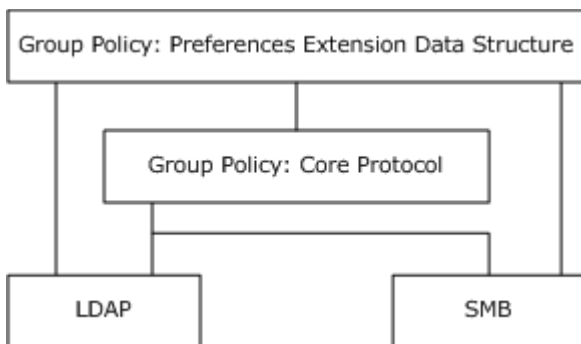 Group Policy: Preferences Extension Data Structure
Group Policy: Core Protocol
LDAP
SMB